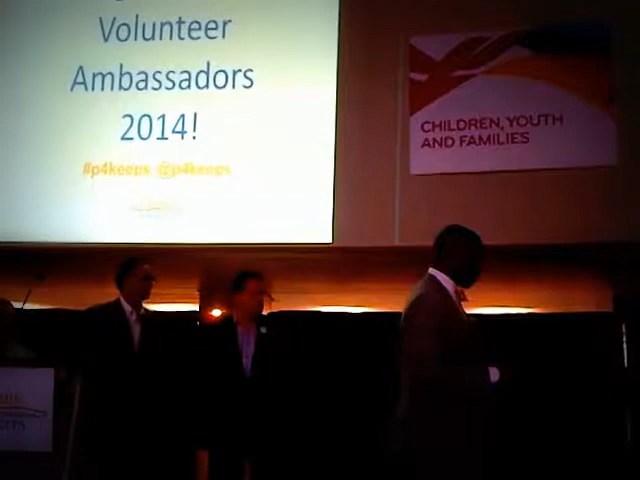 Volunteer
Ambassadors
2014!
#p4keeps @p4keeps
CHILDREN, YOUTH
AND FAMILIES